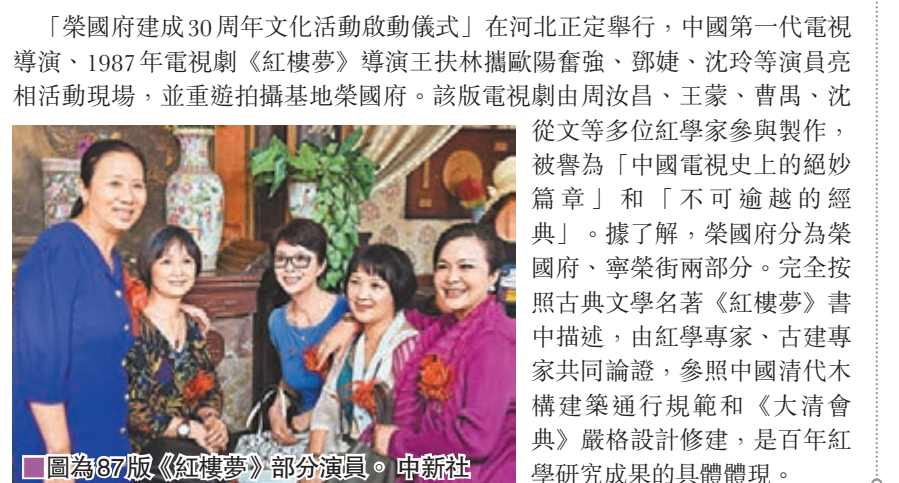 「榮國府建成30周年文化活動啟動儀式」在河北正定舉行，中國第一代電視
導演、1987年電視劇《紅樓夢》導演王扶林攜歐陽奮強、鄧婕、沈玲等演員亮
相活動現場，並重遊拍攝基地榮國府。該版電視劇由周汝昌、王蒙、曹禺、沈
從文等多位紅學家參與製作，
被譽為「中國電視史上的絕妙
篇章」和「不可逾越的經
典」。據了解，榮國府分為榮
國府、寧榮街兩部分。完全按
照古典文學名著《紅樓夢》書
中描述，由紅學專家、古建專
家共同論證，參照中國清代木
構建築通行規範和《大清會
典》嚴格設計修建，是百年紅
學研究成果的具體體現。
圖為87版《紅樓夢》部分演員。 中新社